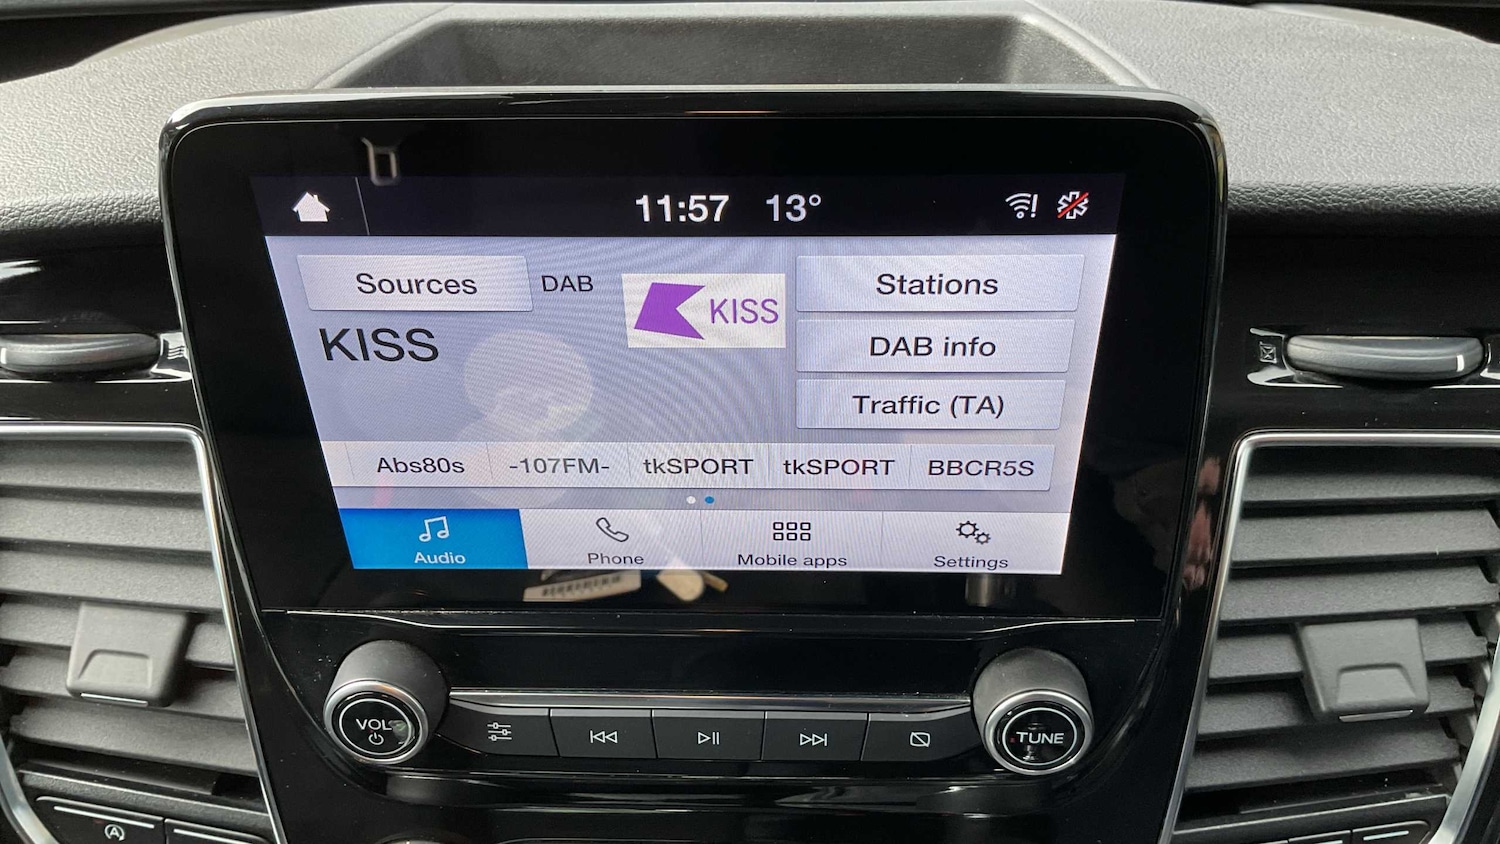 11:57 13°
Sources DAB KISS Stations
KISS
DAB info
Traffic (TA)
Abs80s -107FM- tkSPORT tkSPORT BBCR5S
Audio Phone Mobile apps Settings
VOL TUNE
A